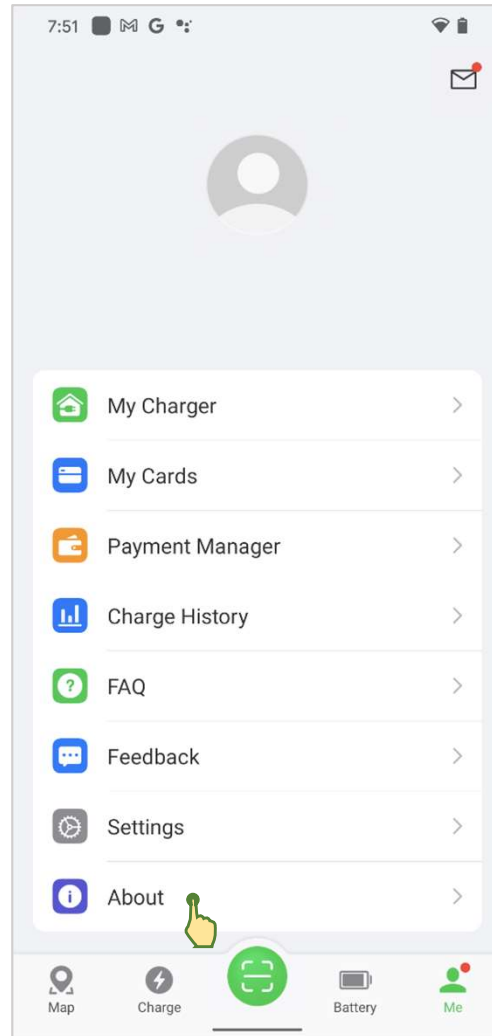 7:51 G
My Charger
My Cards
Payment Manager
Charge History
FAQ
Feedback
Settings
About
Map Charge Battery Me